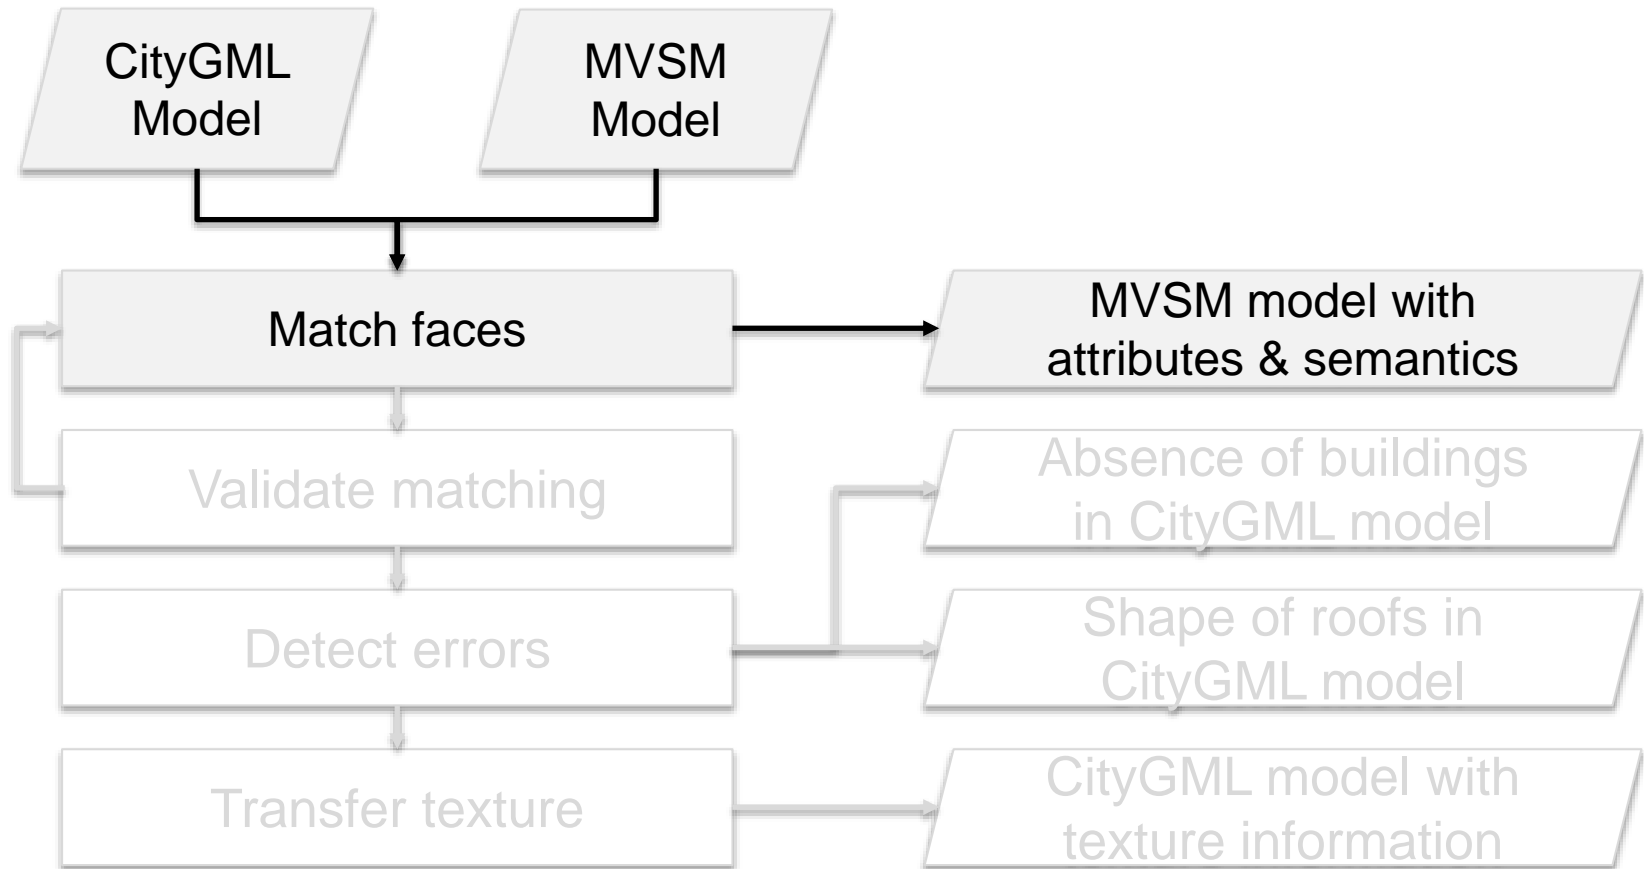 CityGML
Model
MVSM
Model
Match faces
MVSM model with
attributes & semantics
Validate matching
Absence of buildings
in CityGML model
Detect errors
Shape of roofs in
CityGML model
Transfer texture
CityGML model with
texture information